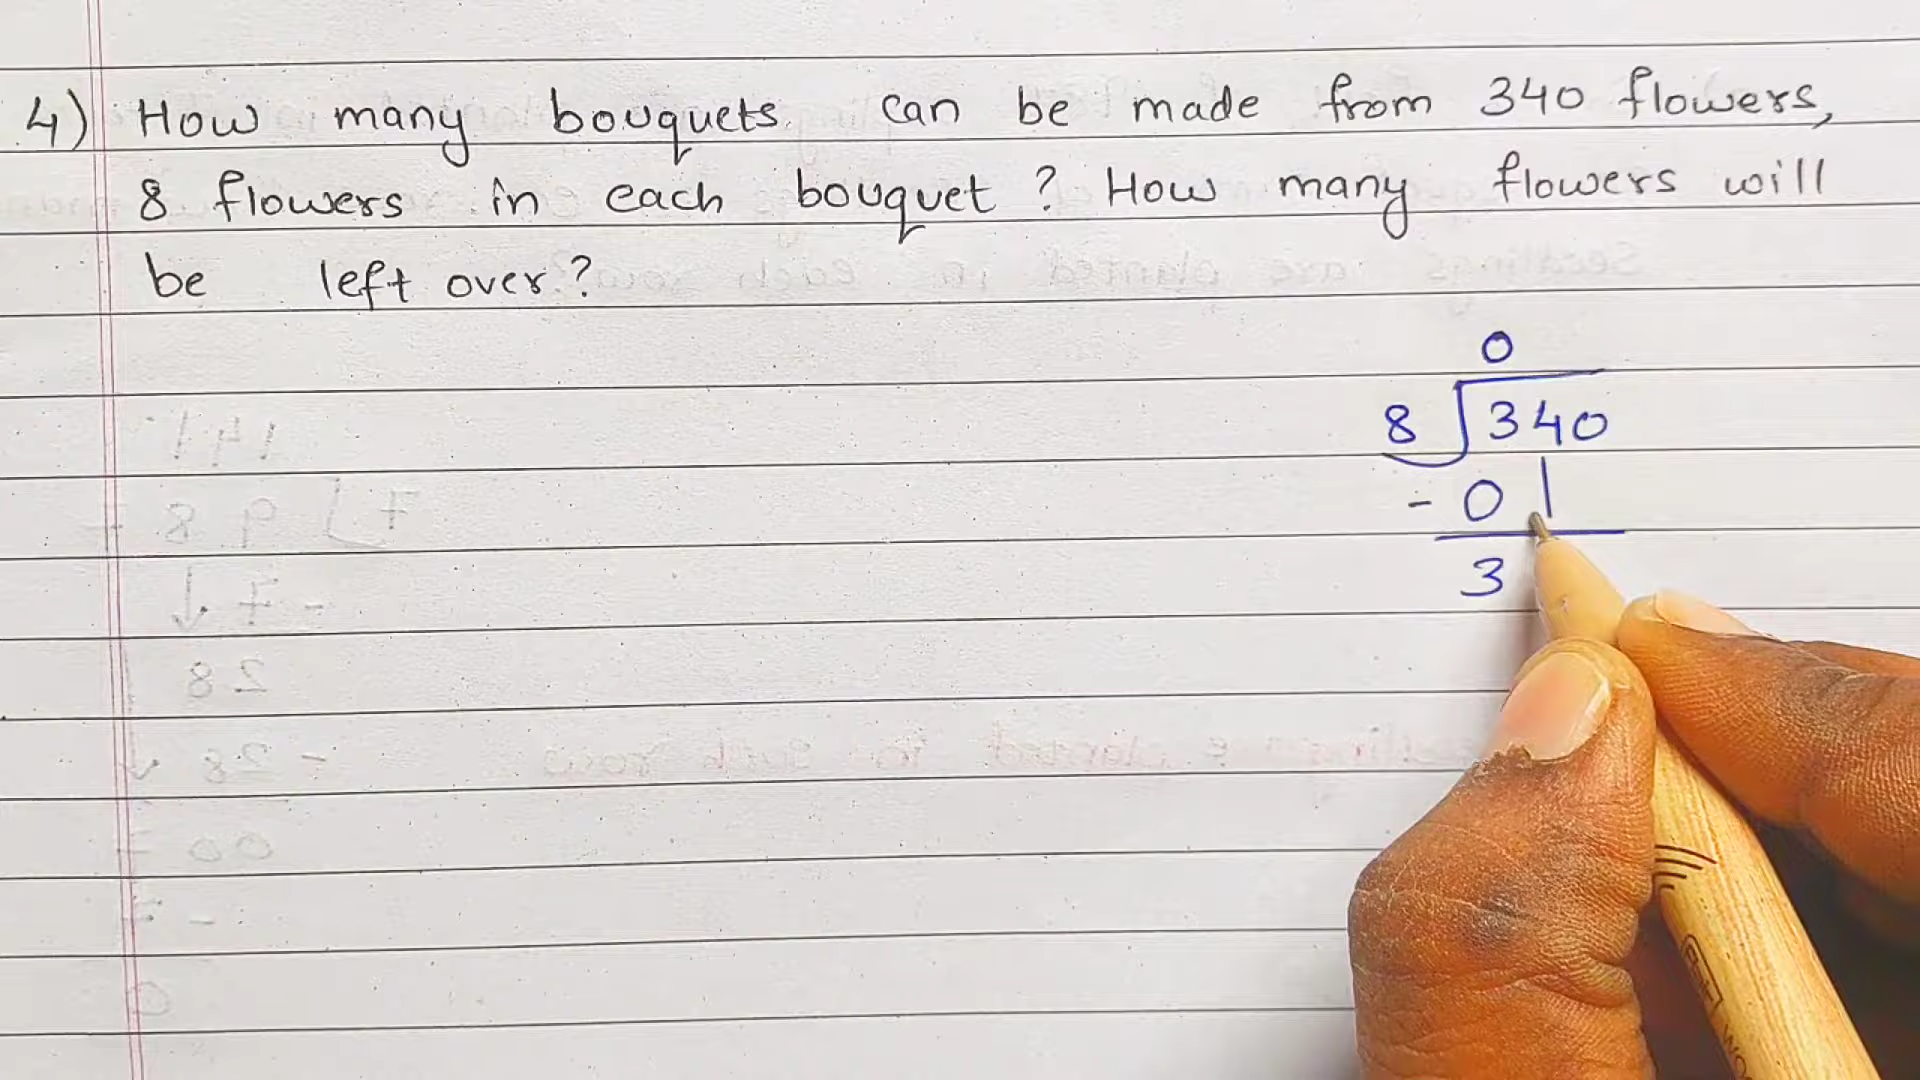 4) How many bouquets can be made from 340 flowers,
8 flowers in each bouquet ? How many flowers will
be left over ?
0
8 340
- 0
3